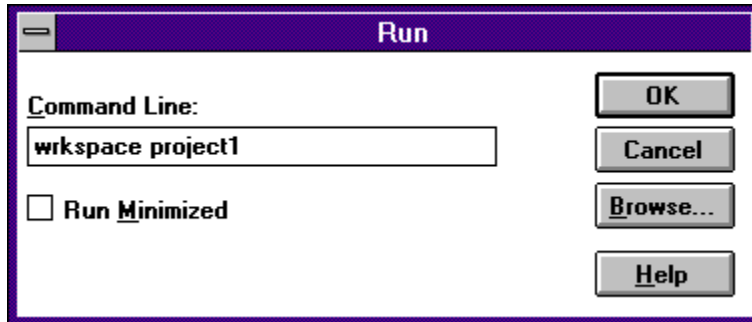 Run
Command Line:
wrkspace project1
Run Minimized
OK
Cancel
Browse...
Help